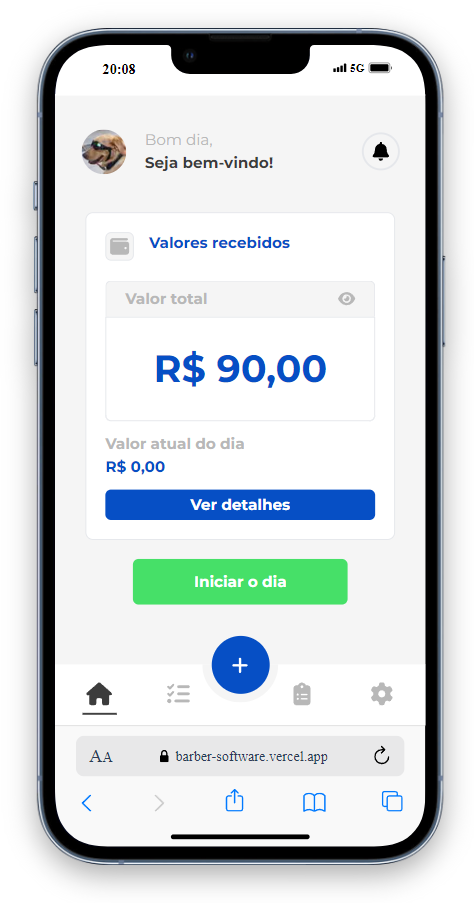 20:08
5G
Bom dia,
Seja bem-vindo!
Valores recebidos
Valor total
R$ 90,00
Valor atual do dia
R$ 0,00
Ver detalhes
Iniciar o dia
+
AA barber-software.vercel.app